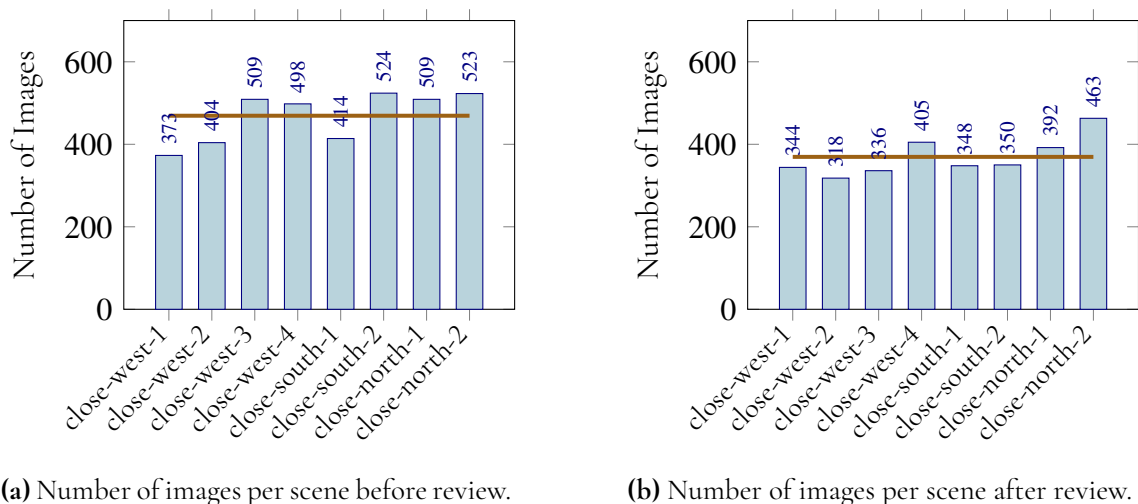 600
400
200
0
Number of Images
373
404
509
498
414
524
509
523
close-west-1
close-west-2
close-west-3
close-west-4
close-south-1
close-south-2
close-north-1
close-north-2
(a) Number of images per scene before review.
600
400
200
0
Number of Images
344
318
336
405
348
350
392
463
close-west-1
close-west-2
close-west-3
close-west-4
close-south-1
close-south-2
close-north-1
close-north-2
(b) Number of images per scene after review.